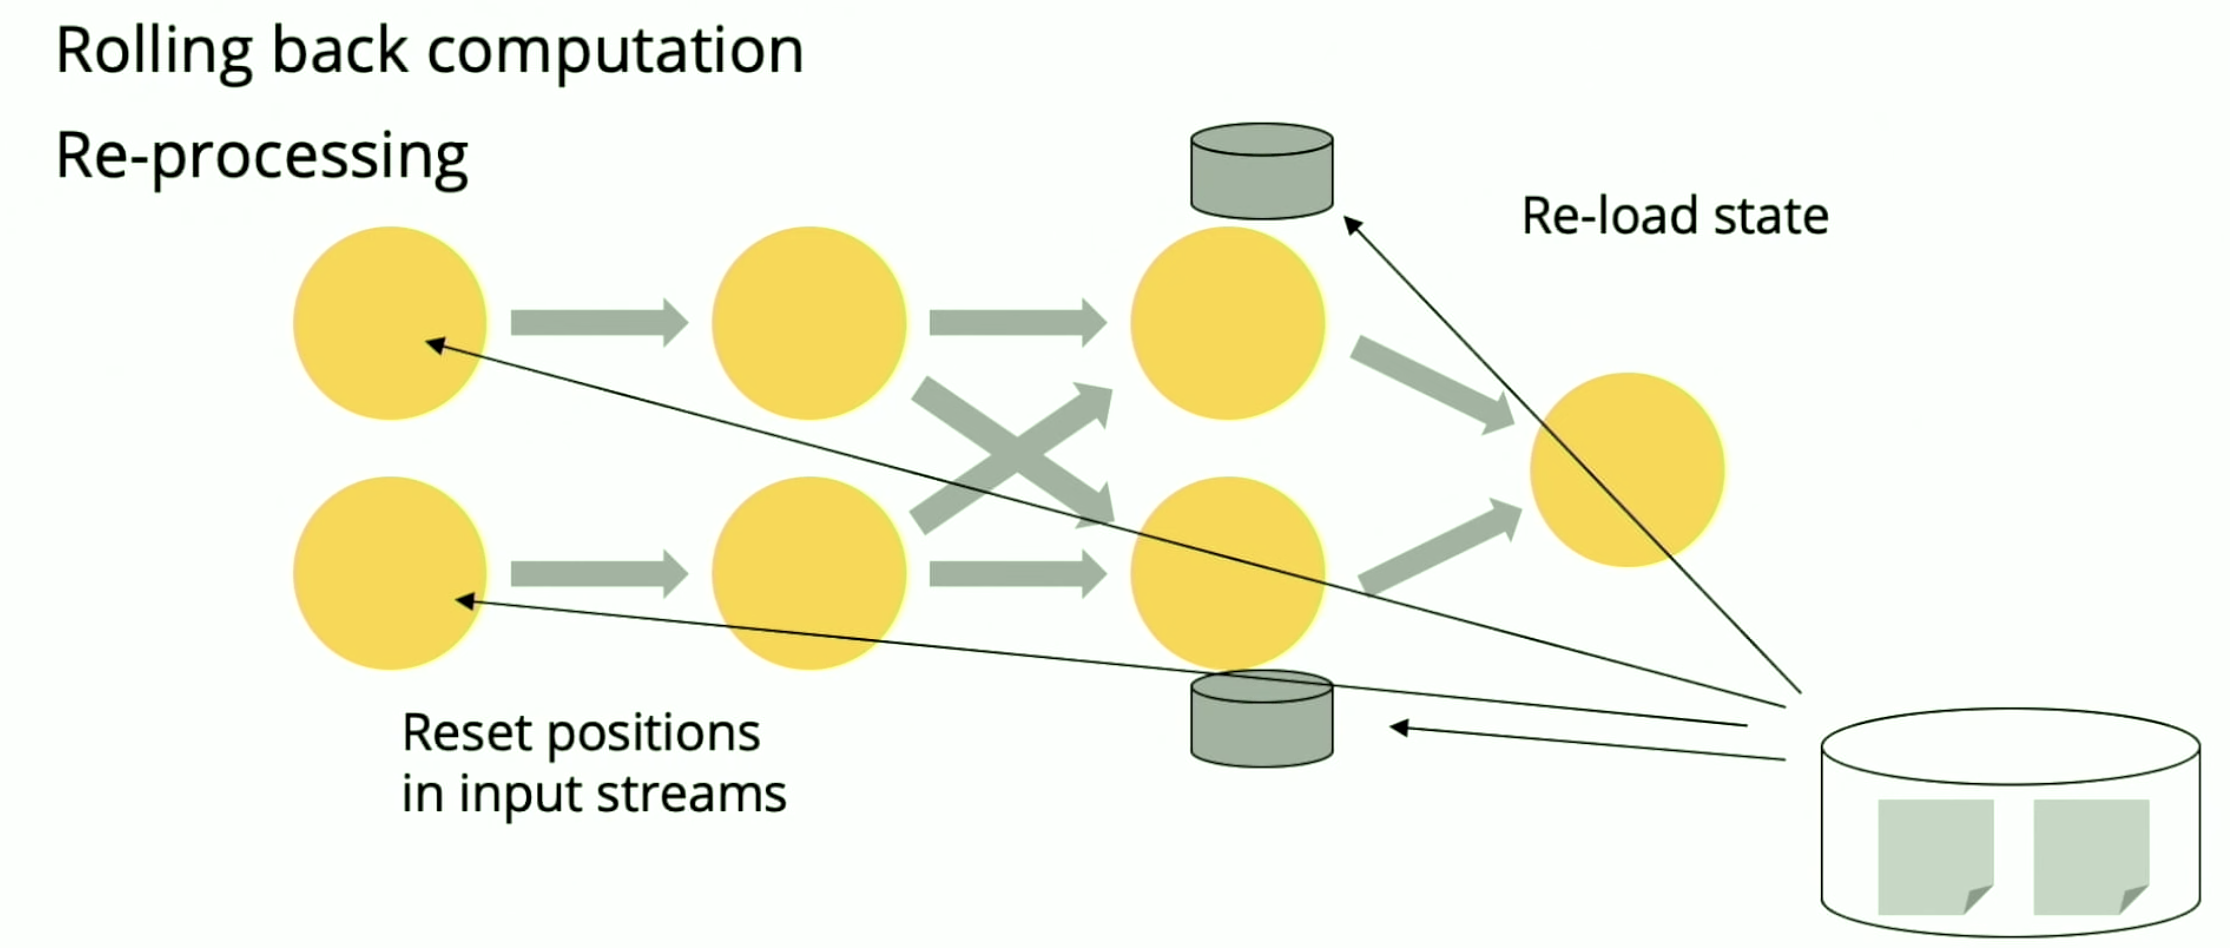 Rolling back computation
Re-processing
Re-load state
Reset positions
in input streams